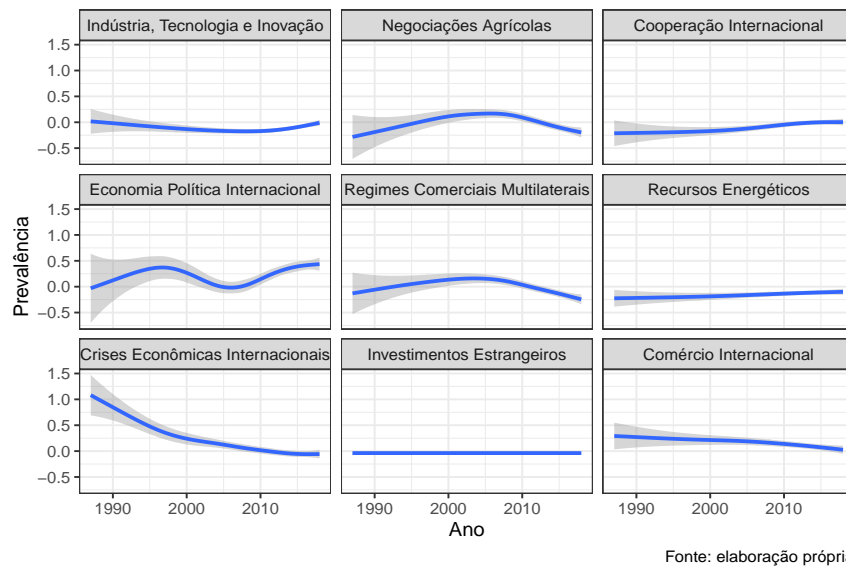 Indústria, Tecnologia e Inovação Negociações Agrícolas Cooperação Internacional
1.5
1.0
0.5
0.0
−0.5
Economia Política Internacional Regimes Comerciais Multilaterais Recursos Energéticos
1.5
1.0
0.5
0.0
−0.5
Prevalência
Crises Econômicas Internacionais Investimentos Estrangeiros Comércio Internacional
1.5
1.0
0.5
0.0
−0.5
1990 2000 2010 1990 2000 2010 1990 2000 2010
Ano
Fonte: elaboração própria